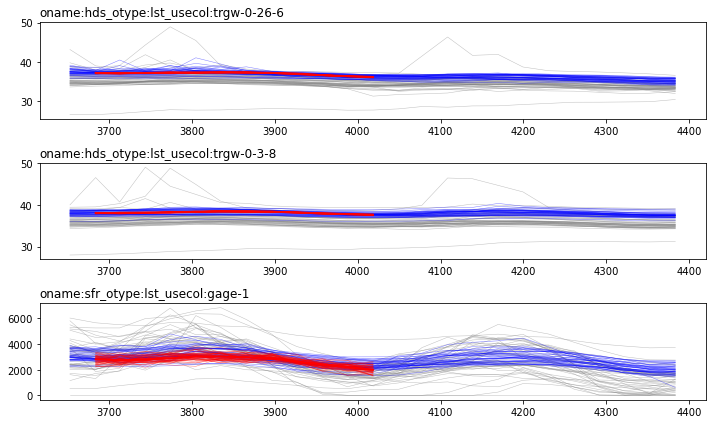 oname:hds_otype:lst_usecol:trgw-0-26-6
50
40
30
3700 3800 3900 4000 4100 4200 4300 4400
oname:hds_otype:lst_usecol:trgw-0-3-8
50
40
30
3700 3800 3900 4000 4100 4200 4300 4400
oname:sfr_otype:lst_usecol:gage-1
6000
4000
2000
0
3700 3800 3900 4000 4100 4200 4300 4400